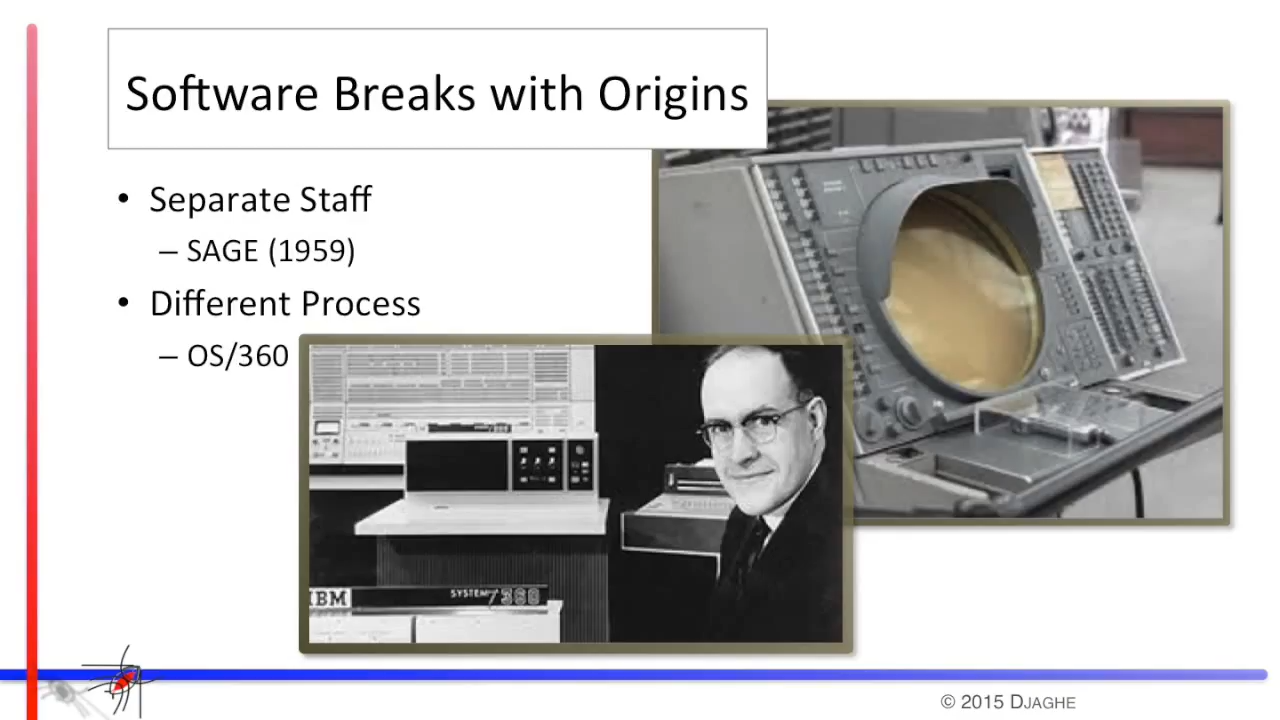 Software Breaks with Origins
• Separate Staff
– SAGE (1959)
• Different Process
– OS/360
IBM
SYSTEM/360
© 2015 DJAGHE